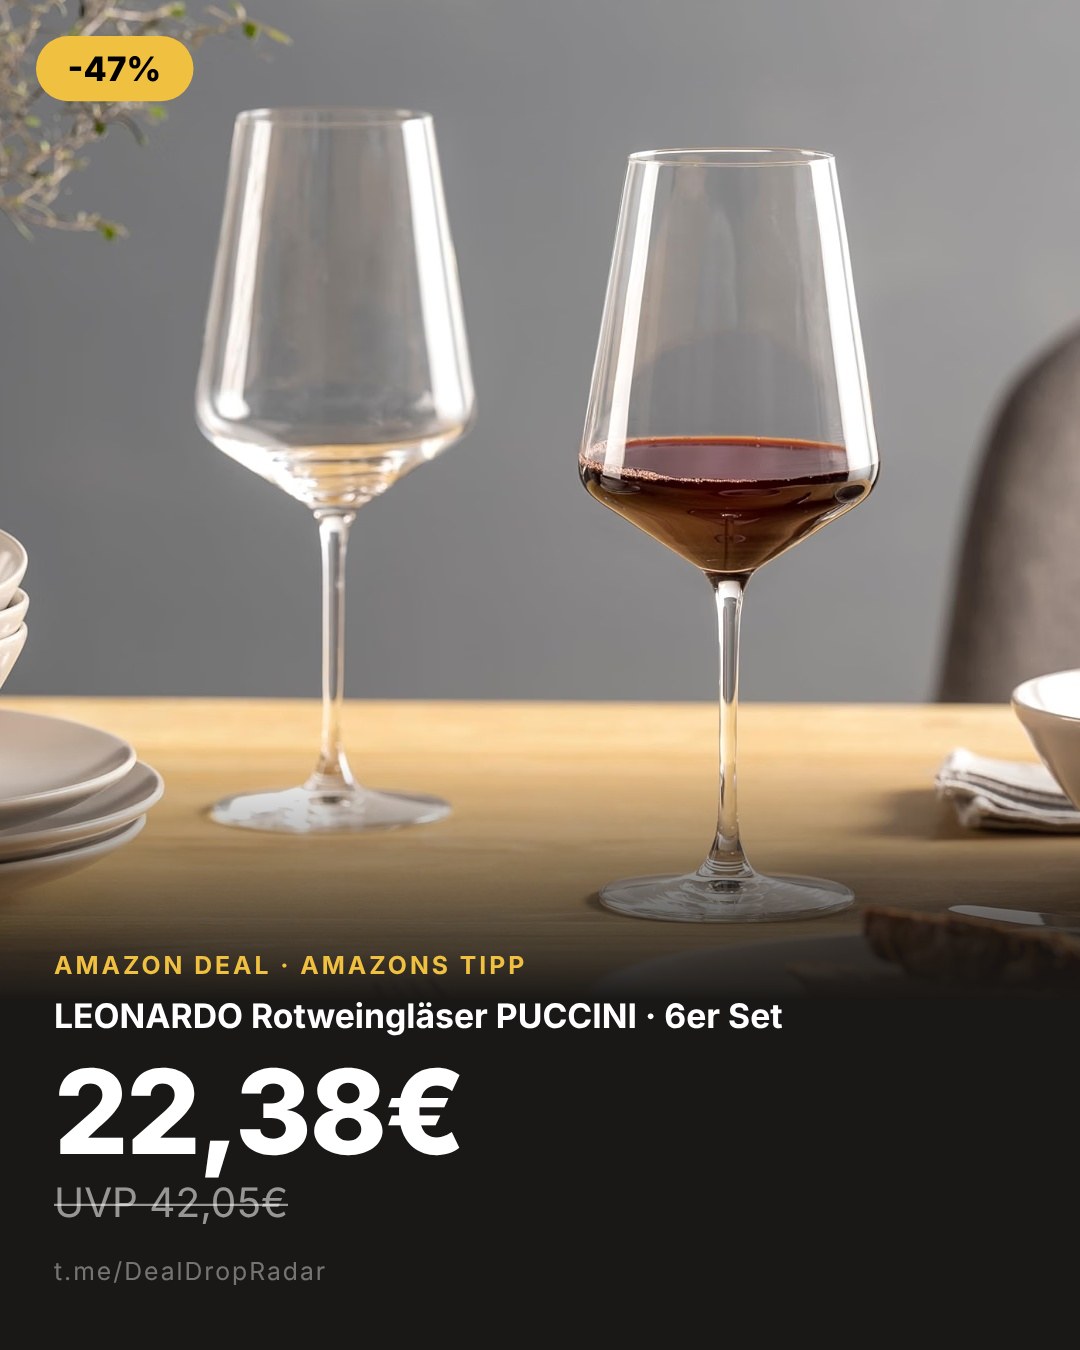 -47%
AMAZON DEAL · AMAZONS TIPP
LEONARDO Rotweingläser PUCCINI · 6er Set
22,38€
UVP 42,05€
t.me/DealDropRadar